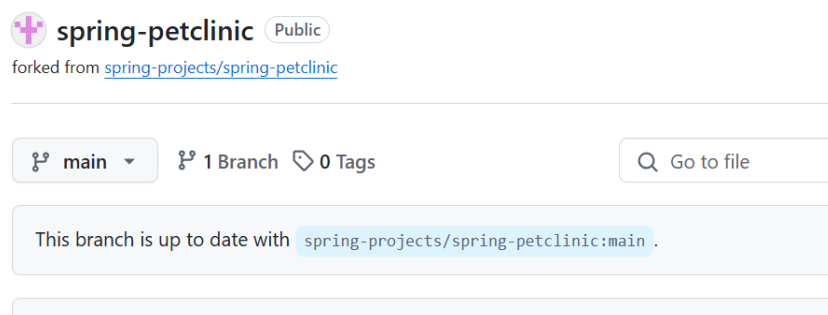 spring-petclinic Public
forked from spring-projects/spring-petclinic
main 1 Branch 0 Tags Go to file
This branch is up to date with spring-projects/spring-petclinic:main.